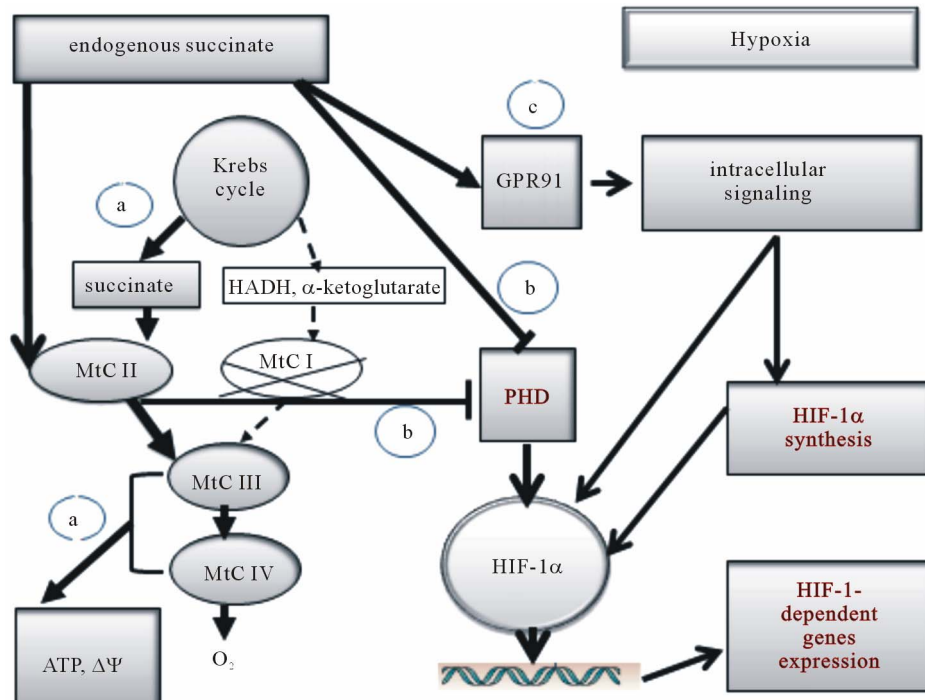 endogenous succinate
Hypoxia
c
Krebs
cycle
GPR91
intracellular
signaling
a
succinate
HADH, α-ketoglutarate
b
MtC II
MtC I
PHD
HIF-1α
synthesis
b
MtC III
a
MtC IV
HIF-1α
HIF-1-
dependent
genes
expression
ATP, ΔΨ
O₂